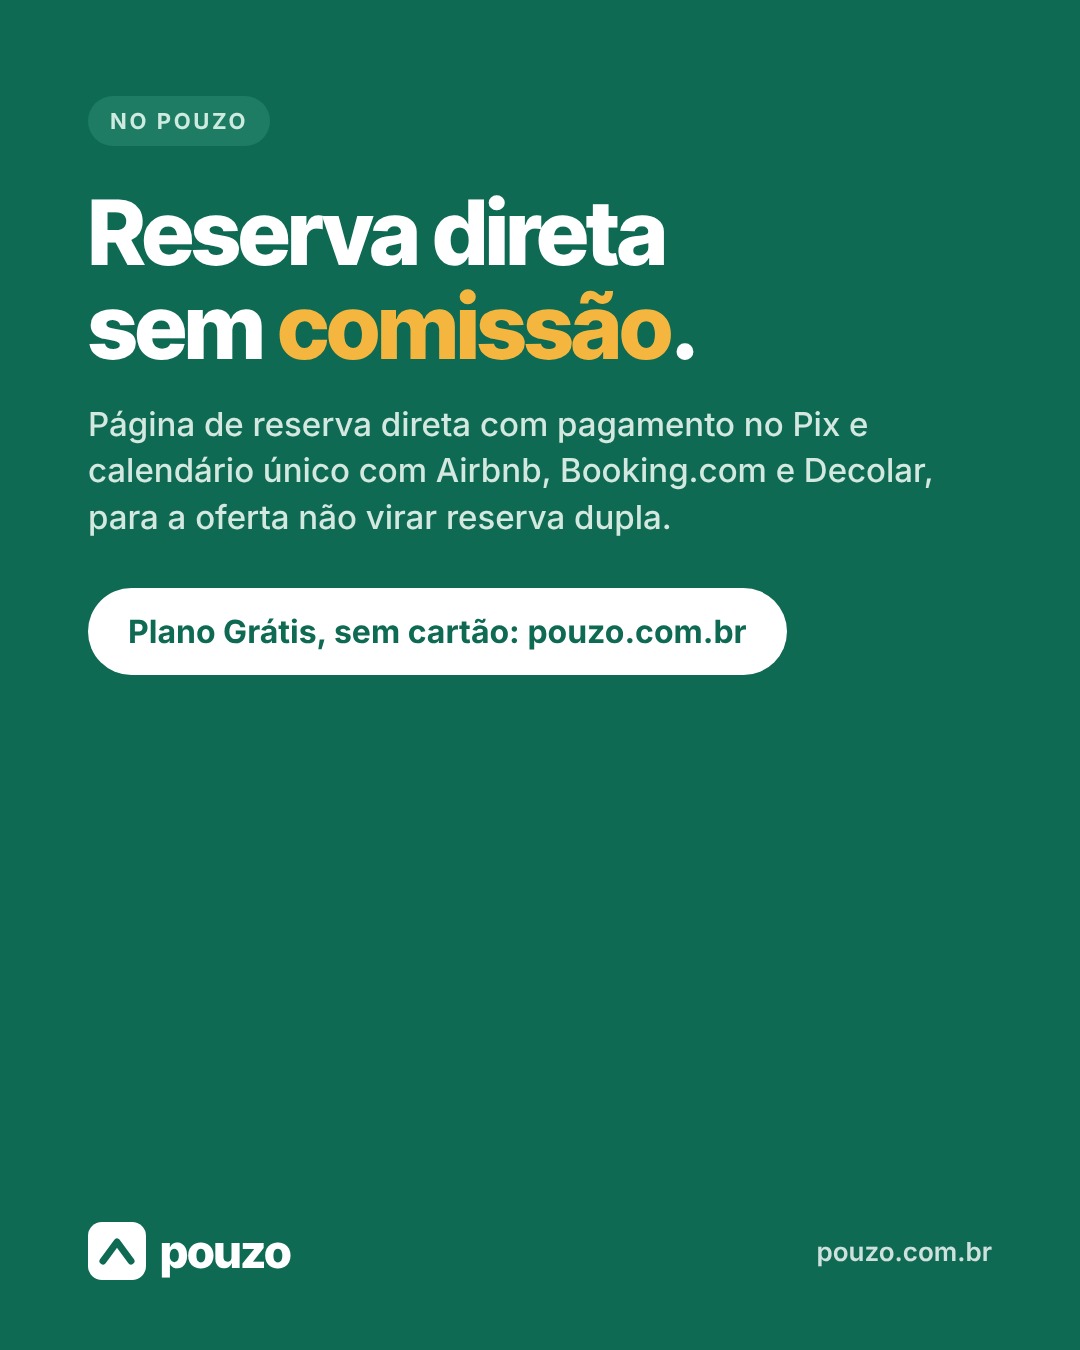 NO POUZO
Reserva direta
sem comissão.
Página de reserva direta com pagamento no Pix e
calendário único com Airbnb, Booking.com e Decolar,
para a oferta não virar reserva dupla.
Plano Grátis, sem cartão: pouzo.com.br
pouzo
pouzo.com.br